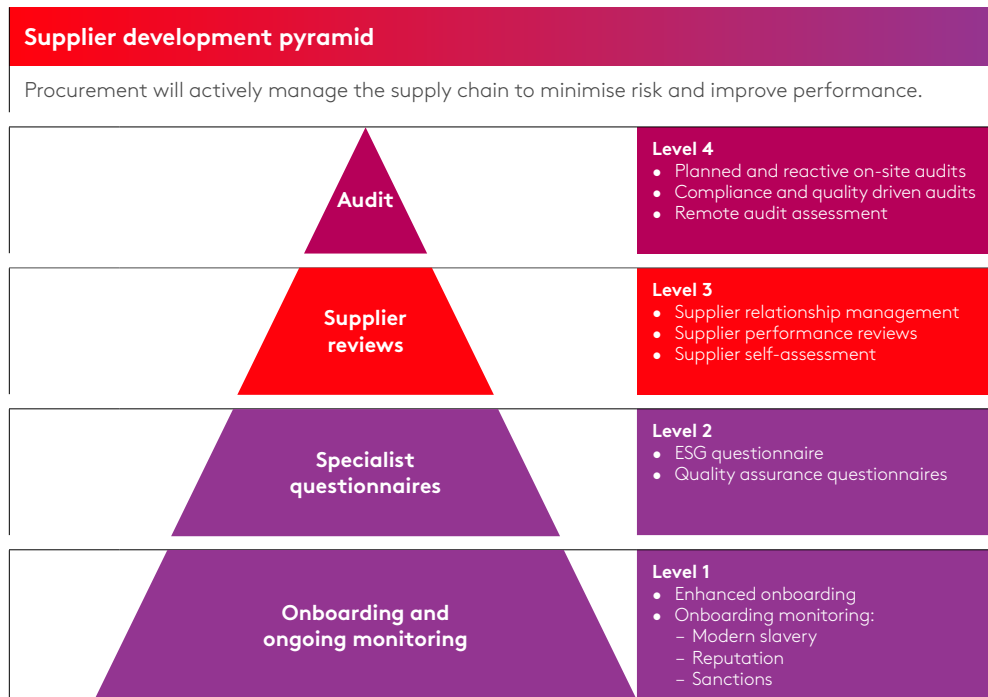 Supplier development pyramid
Procurement will actively manage the supply chain to minimise risk and improve performance.
Audit
Level 4
• Planned and reactive on-site audits
• Compliance and quality driven audits
• Remote audit assessment
Supplier
reviews
Level 3
• Supplier relationship management
• Supplier performance reviews
• Supplier self-assessment
Specialist
questionnaires
Level 2
• ESG questionnaire
• Quality assurance questionnaires
Onboarding and
ongoing monitoring
Level 1
• Enhanced onboarding
• Onboarding monitoring:
– Modern slavery
– Reputation
– Sanctions